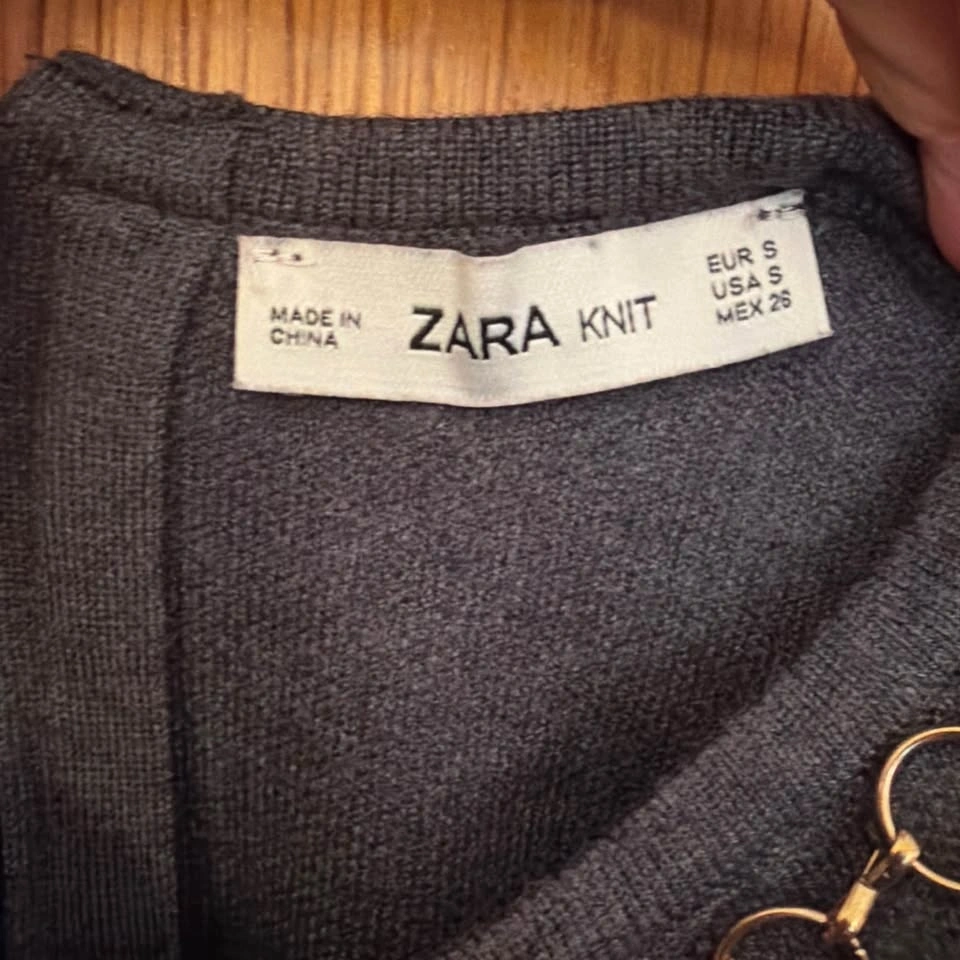 MADE IN
CHINA
ZARA KNIT
EUR S
USA S
MEX 26